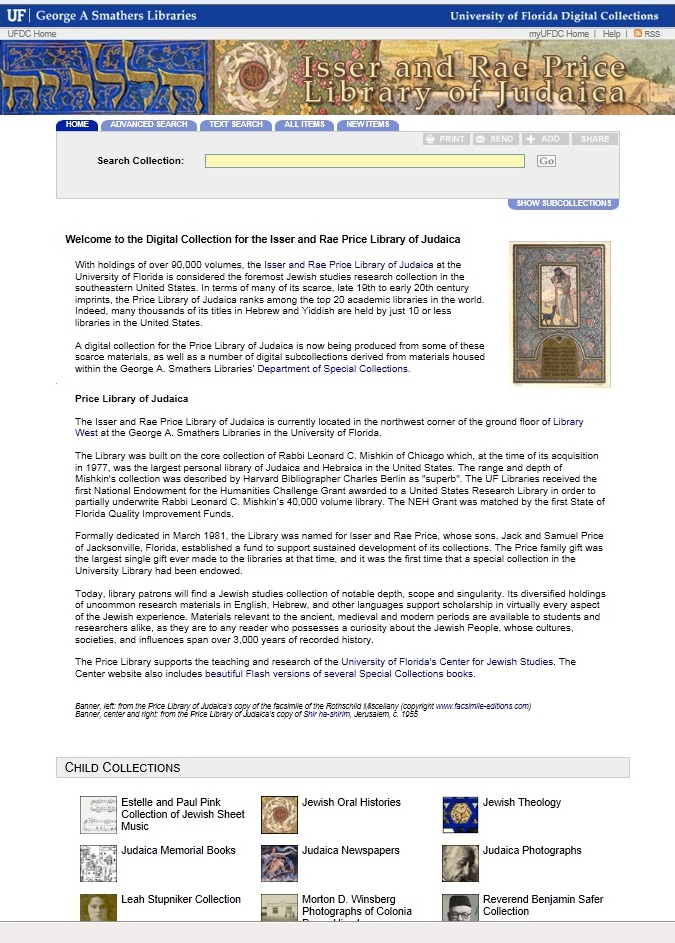 UF George A Smathers Libraries University of Florida Digital Collections
UFDC Home myUFDC Home | Help | RSS
Isser and Rae Price
Library of Judaica
HOME ADVANCED SEARCH TEXT SEARCH ALL ITEMS NEW ITEMS
PRINT SEND ADD SHARE
Search Collection: Go
SHOW SUBCOLLECTIONS
Welcome to the Digital Collection for the Isser and Rae Price Library of Judaica
With holdings of over 90,000 volumes, the Isser and Rae Price Library of Judaica at the
University of Florida is considered the foremost Jewish studies research collection in the
southeastern United States. In terms of many of its scarce, late 19th to early 20th century
imprints, the Price Library of Judaica ranks among the top 20 academic libraries in the world.
Indeed, many thousands of its titles in Hebrew and Yiddish are held by just 10 or less
libraries in the United States.
A digital collection for the Price Library of Judaica is now being produced from some of these
scarce materials, as well as a number of digital subcollections derived from materials housed
within the George A. Smathers Libraries' Department of Special Collections.
Price Library of Judaica
The Isser and Rae Price Library of Judaica is currently located in the northwest corner of the ground floor of Library
West at the George A. Smathers Libraries in the University of Florida.
The Library was built on the core collection of Rabbi Leonard C. Mishkin of Chicago which, at the time of its acquisition
in 1977, was the largest personal library of Judaica and Hebraica in the United States. The range and depth of
Mishkin's collection was described by Harvard Bibliographer Charles Berlin as "superb". The UF Libraries received the
first National Endowment for the Humanities Challenge Grant awarded to a United States Research Library in order to
partially underwrite Rabbi Leonard C. Mishkin's 40,000 volume library. The NEH Grant was matched by the first State of
Florida Quality Improvement Funds.
Formally dedicated in March 1981, the Library was named for Isser and Rae Price, whose sons, Jack and Samuel Price
of Jacksonville, Florida, established a fund to support sustained development of its collections. The Price family gift was
the largest single gift ever made to the libraries at that time, and it was the first time that a special collection in the
University Library had been endowed.
Today, library patrons will find a Jewish studies collection of notable depth, scope and singularity. Its diversified holdings
of uncommon research materials in English, Hebrew, and other languages support scholarship in virtually every aspect
of the Jewish experience. Materials relevant to the ancient, medieval and modern periods are available to students and
researchers alike, as they are to any reader who possesses a curiosity about the Jewish People, whose cultures,
societies, and influences span over 3,000 years of recorded history.
The Price Library supports the teaching and research of the University of Florida's Center for Jewish Studies. The
Center website also includes beautiful Flash versions of several Special Collections books.
Banner, left: from the Price Library of Judaica's copy of the facsimile of the Rothschild Miscellany (copyright www.facsimile-editions.com)
Banner, center and right: from the Price Library of Judaica's copy of Shir ha-shirim, Jerusalem, c. 1955
CHILD COLLECTIONS
Estelle and Paul Pink
Collection of Jewish Sheet
Music
Jewish Oral Histories
Jewish Theology
Judaica Memorial Books
Judaica Newspapers
Judaica Photographs
Leah Stupniker Collection
Morton D. Winsberg
Photographs of Colonia
Reverend Benjamin Safer
Collection